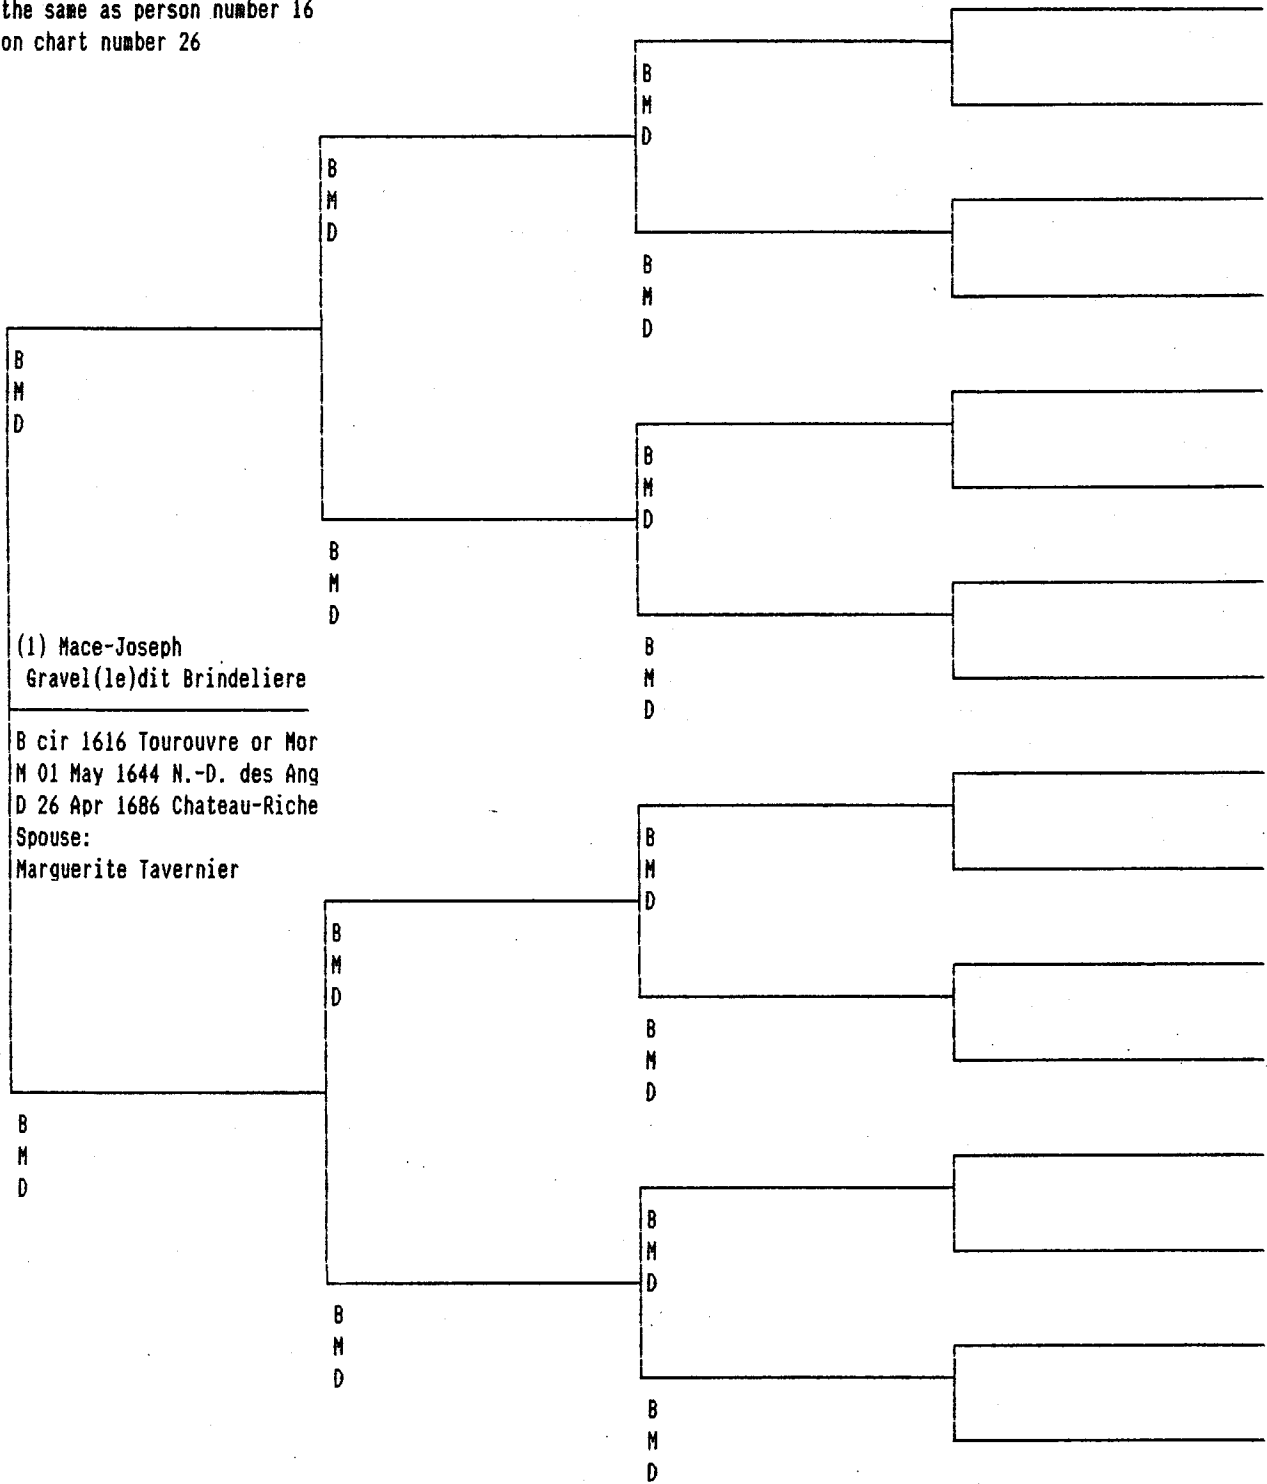 the same as person number 16
on chart number 26
B
M
D
B
M
D
B
M
D
B
M
D
B
M
D
B
M
D
(1) Mace-Joseph
Gravel(le)dit Brindeliere
B
M
D
B cir 1616 Tourouvre or Mor
M 01 May 1644 N.-D. des Ang
D 26 Apr 1686 Chateau-Riche
Spouse:
Marguerite Tavernier
B
M
D
B
M
D
B
M
D
B
M
D
B
M
D
B
M
D
B
M
D